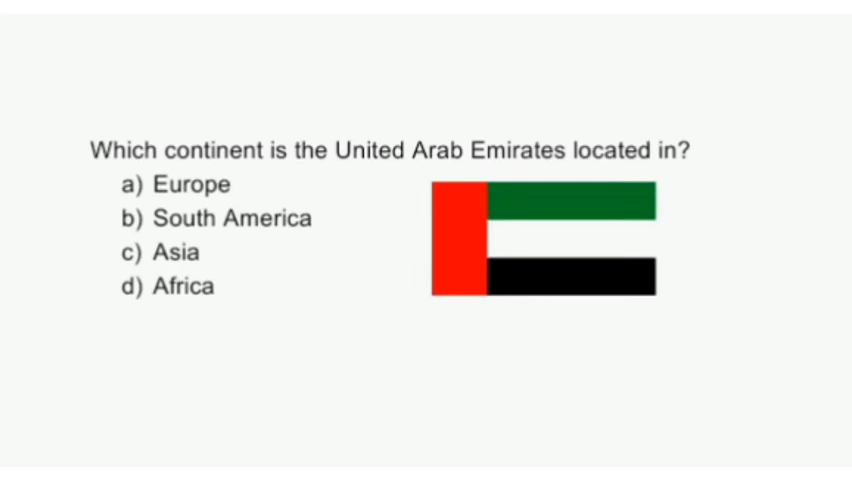 Which continent is the United Arab Emirates located in?
a) Europe
b) South America
c) Asia
d) Africa